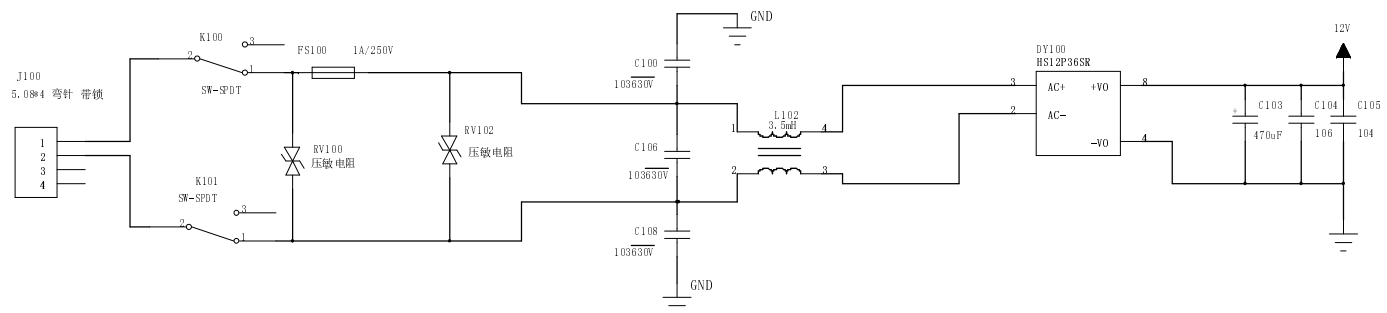 J100
5.08*4 弯针 带锁
1
2
3
4
K100
2
3
1
SW-SPDT
K101
SW-SPDT
2
3
1
FS100
1A/250V
RV100
压敏电阻
RV102
压敏电阻
GND
C100
103630V
C106
103630V
C108
103630V
GND
L102
3.5mH
1
4
2
3
DY100
HS12P36SR
3
AC+
+VO
8
2
AC-
-VO
4
12V
+
C103
470uF
C104
106
C105
104